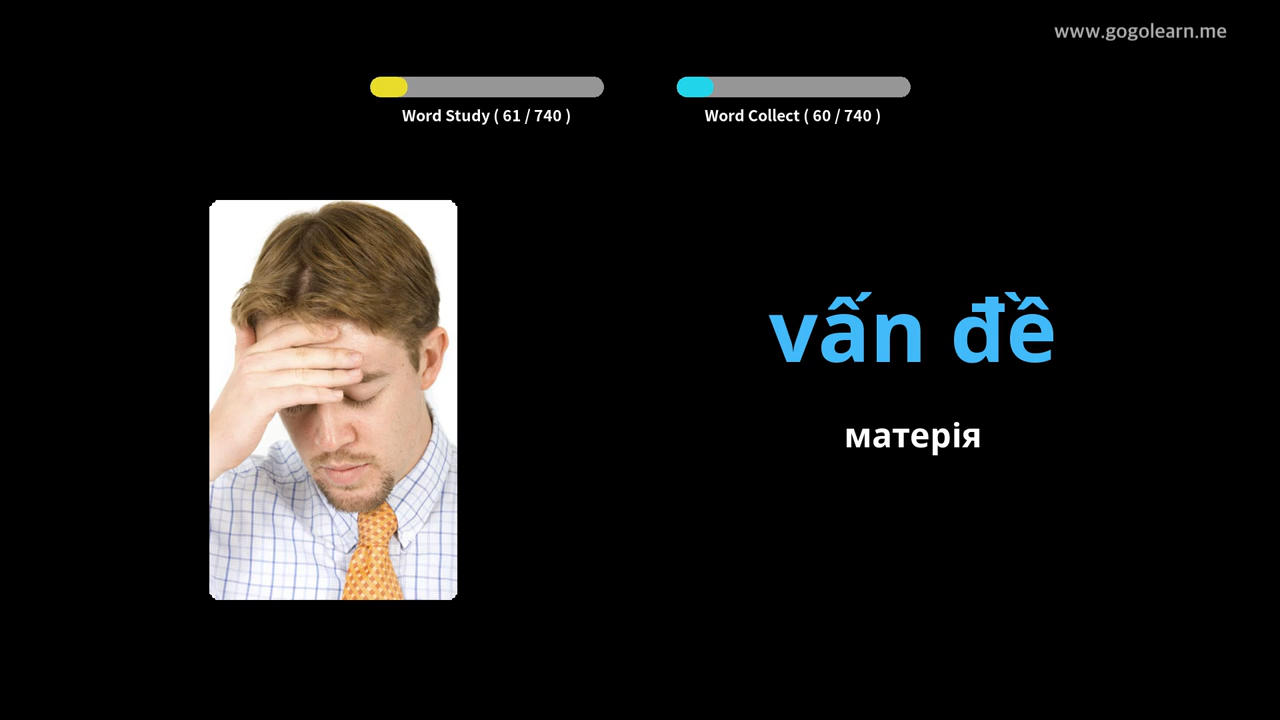 www.gogolearn.me
Word Study ( 61 / 740 )
Word Collect ( 60 / 740 )
vấn đề
матерія